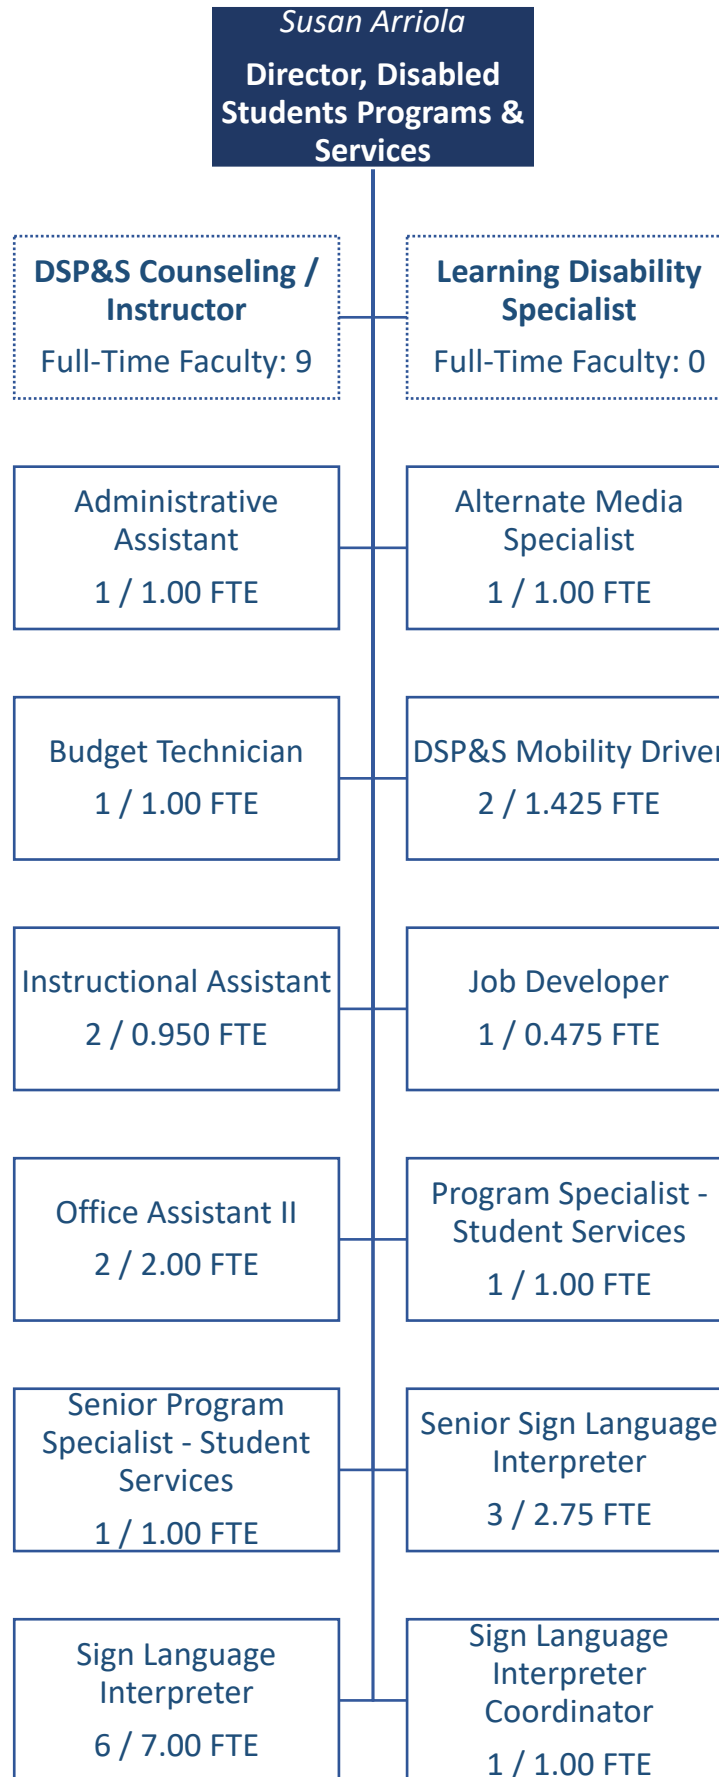 Susan Arriola
Director, Disabled
Students Programs &
Services
DSP&S Counseling /
Instructor
Full-Time Faculty: 9
Learning Disability
Specialist
Full-Time Faculty: 0
Administrative
Assistant
1 / 1.00 FTE
Alternate Media
Specialist
1 / 1.00 FTE
Budget Technician
1 / 1.00 FTE
DSP&S Mobility Driver
2 / 1.425 FTE
Instructional Assistant
2 / 0.950 FTE
Job Developer
1 / 0.475 FTE
Office Assistant II
2 / 2.00 FTE
Program Specialist -
Student Services
1 / 1.00 FTE
Senior Program
Specialist - Student
Services
1 / 1.00 FTE
Senior Sign Language
Interpreter
3 / 2.75 FTE
Sign Language
Interpreter
6 / 7.00 FTE
Sign Language
Interpreter
Coordinator
1 / 1.00 FTE